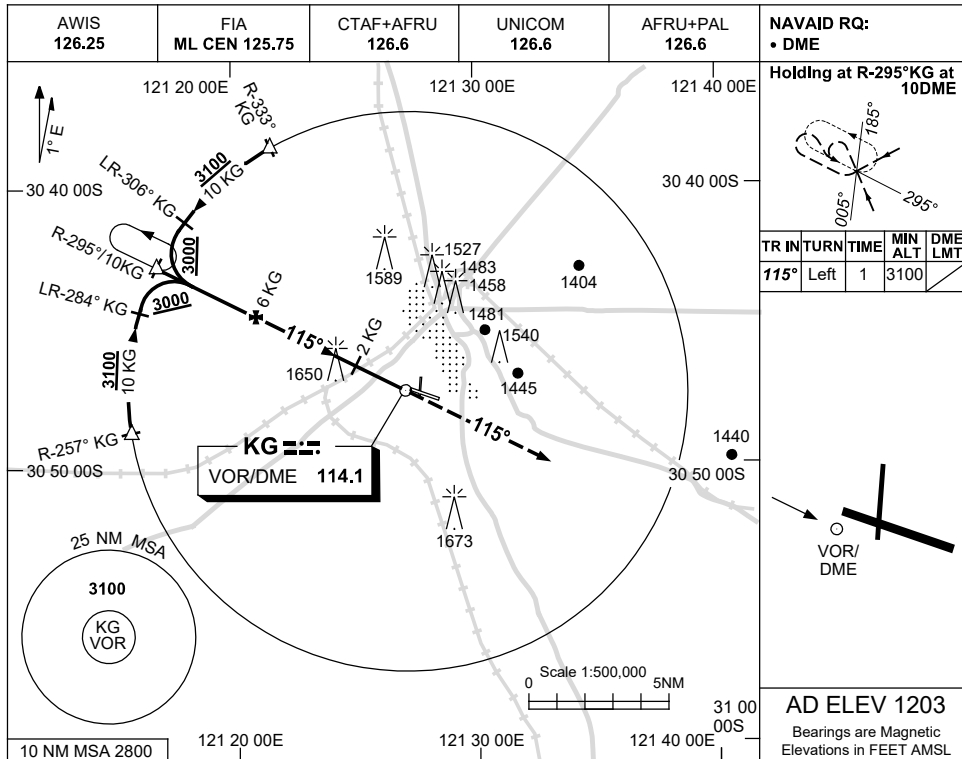 AWIS
126.25
FIA
ML CEN 125.75
CTAF+AFRU
126.6
UNICOM
126.6
AFRU+PAL
126.6
NAVAID RQ:
• DME
Holding at R-295°KG at
10DME
185°
005°
295°
TR IN TURN TIME MIN ALT DME LMT
115° Left 1 3100
121 20 00E
121 30 00E
121 40 00E
1° E
R-333° KG
3100
10 KG
30 40 00S
30 40 00S
LR-306° KG
R-295°/10KG
3000
LR-284° KG
3000
6 KG
115°
2 KG
3100
10 KG
R-257° KG
1589
1527
1483
1458
1404
1481
1540
1445
1650
115°
KG
VOR/DME 114.1
1440
30 50 00S
30 50 00S
1673
25 NM MSA
3100
KG
VOR
VOR/
DME
Scale 1:500,000
0 5NM
31 00
00S
121 20 00E
121 30 00E
121 40 00E
10 NM MSA 2800
AD ELEV 1203
Bearings are Magnetic
Elevations in FEET AMSL